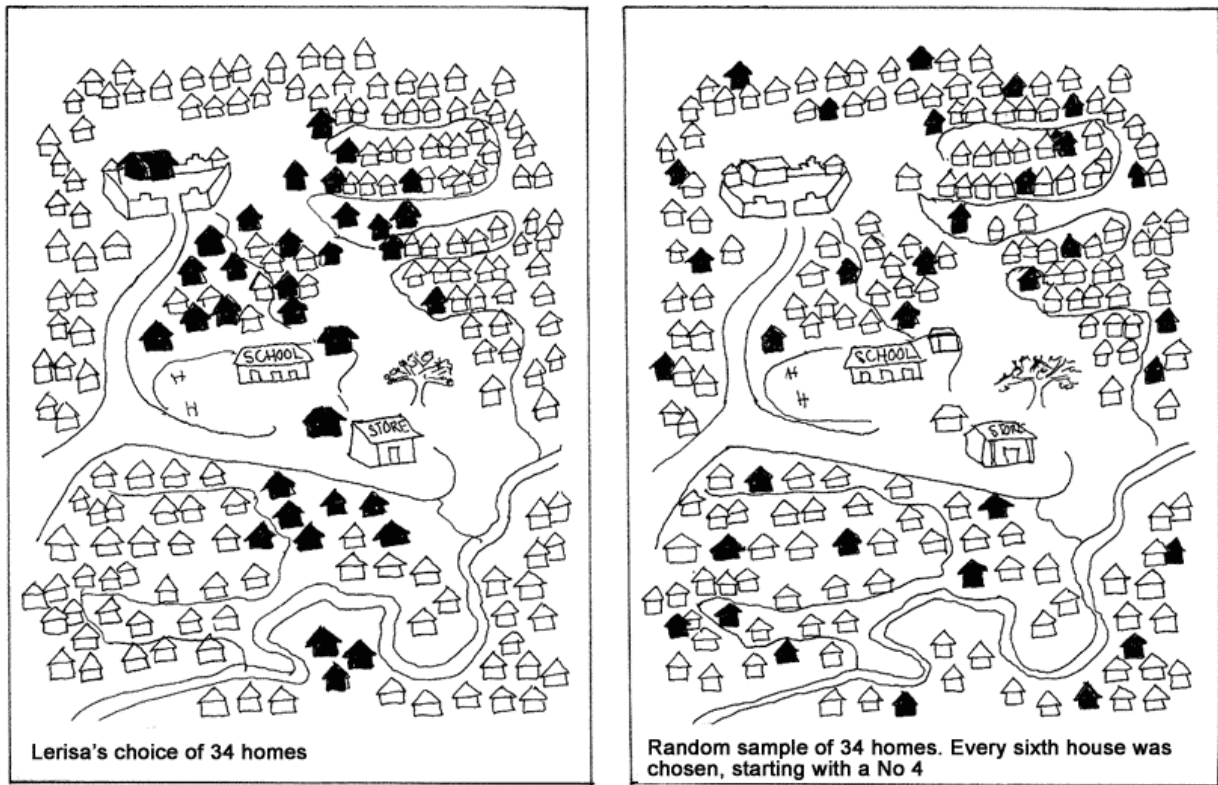 SCHOOL
STORE
Lerisa's choice of 34 homes
SCHOOL
STORE
Random sample of 34 homes. Every sixth house was
chosen, starting with a No 4